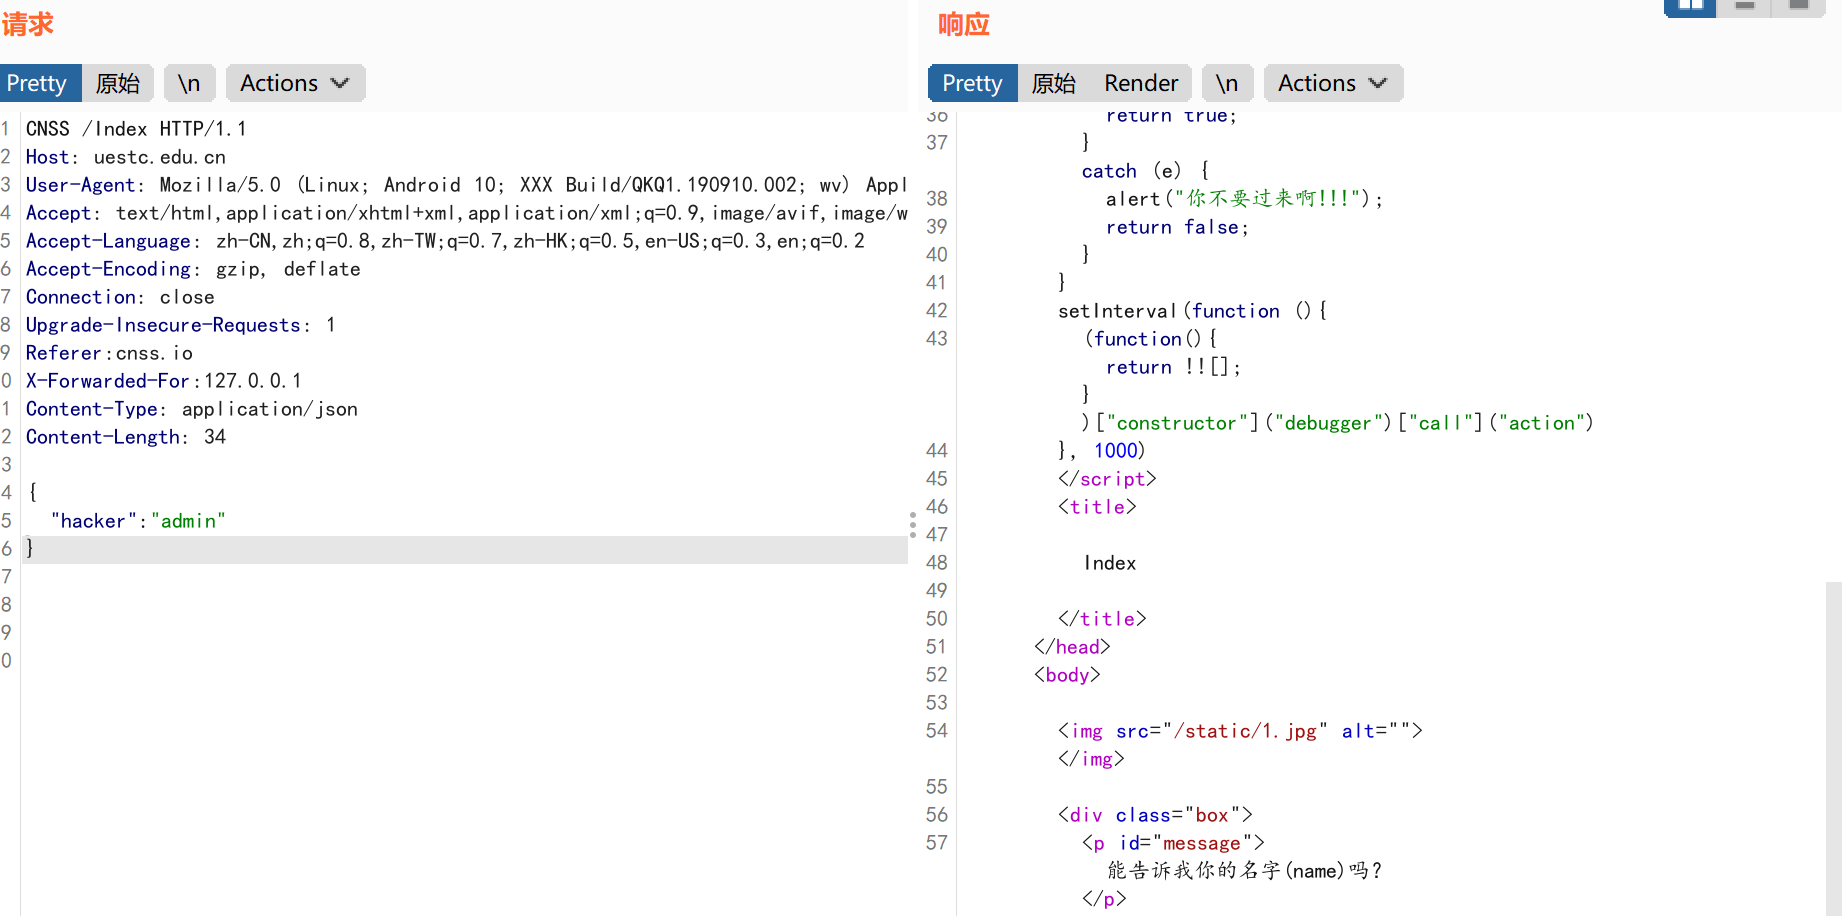 请求
Pretty 原始 \n Actions
1 CNSS /Index HTTP/1.1
2 Host: uestc.edu.cn
3 User-Agent: Mozilla/5.0 (Linux; Android 10; XXX Build/QKQ1.190910.002; wv) Appl
4 Accept: text/html,application/xhtml+xml,application/xml;q=0.9,image/avif,image/w
5 Accept-Language: zh-CN,zh;q=0.8,zh-TW;q=0.7,zh-HK;q=0.5,en-US;q=0.3,en;q=0.2
6 Accept-Encoding: gzip, deflate
7 Connection: close
8 Upgrade-Insecure-Requests: 1
9 Referer:cnss.io
0 X-Forwarded-For:127.0.0.1
1 Content-Type: application/json
2 Content-Length: 34
3
4 {
5 "hacker":"admin"
6 }
7
8
9
0
响应
Pretty 原始 Render \n Actions
36 return true;
37 }
catch (e) {
38 alert("你不要过来啊!!!");
39 return false;
40 }
41 }
42 setInterval(function (){
43 (function(){
return !![];
}
)["constructor"]("debugger")["call"]("action")
44 }, 1000)
45 </script>
46 <title>
47
48 Index
49
50 </title>
51 </head>
52 <body>
53
54 <img src="/static/1.jpg" alt="">
</img>
55
56 <div class="box">
57 <p id="message">
能告诉我你的名字(name)吗?
</p>